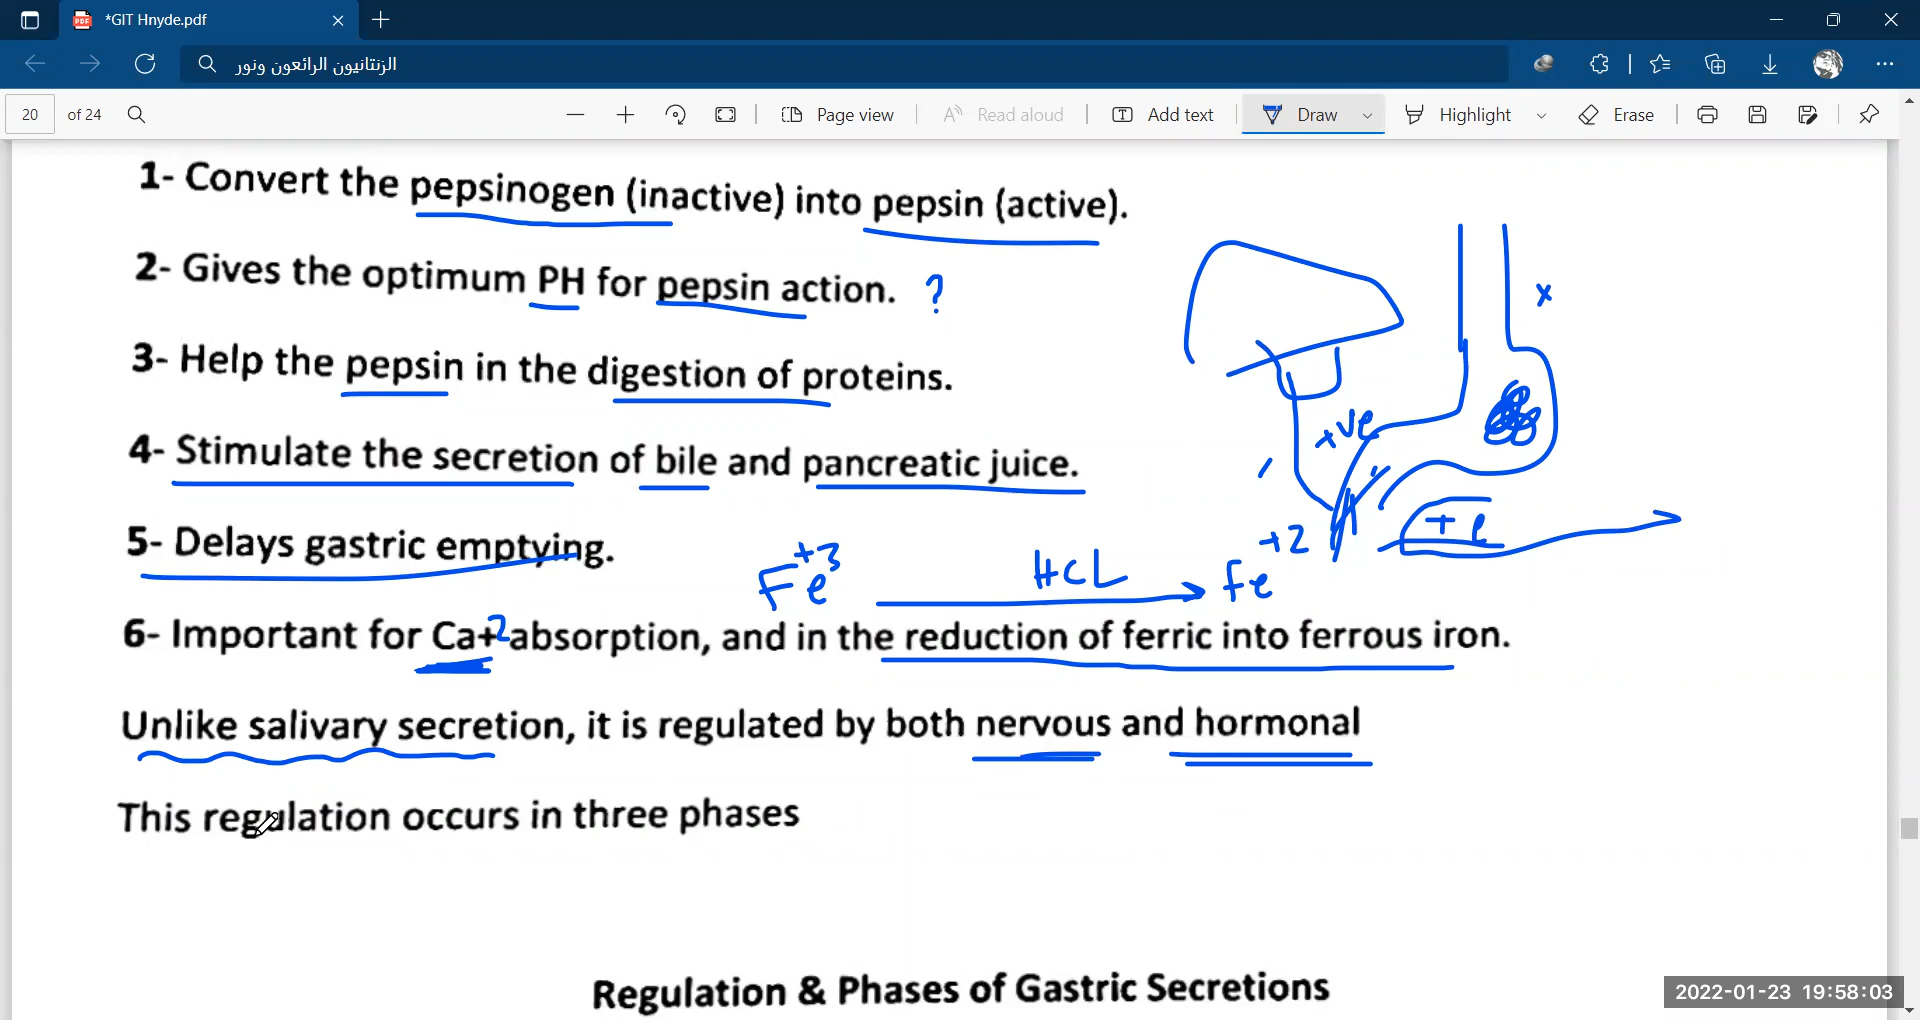 *GIT Hnyde.pdf
الزنتانيون الرائعون ونور
20 of 24 Page view Read aloud Add text Draw Highlight Erase
1- Convert the pepsinogen (inactive) into pepsin (active).
2- Gives the optimum PH for pepsin action. ?
x
3- Help the pepsin in the digestion of proteins.
+ve
4- Stimulate the secretion of bile and pancreatic juice.
+ e
5- Delays gastric emptying.
Fe+3 HCL Fe+2
6- Important for Ca+2 absorption, and in the reduction of ferric into ferrous iron.
Unlike salivary secretion, it is regulated by both nervous and hormonal
This regulation occurs in three phases
Regulation & Phases of Gastric Secretions
2022-01-23 19:58:03